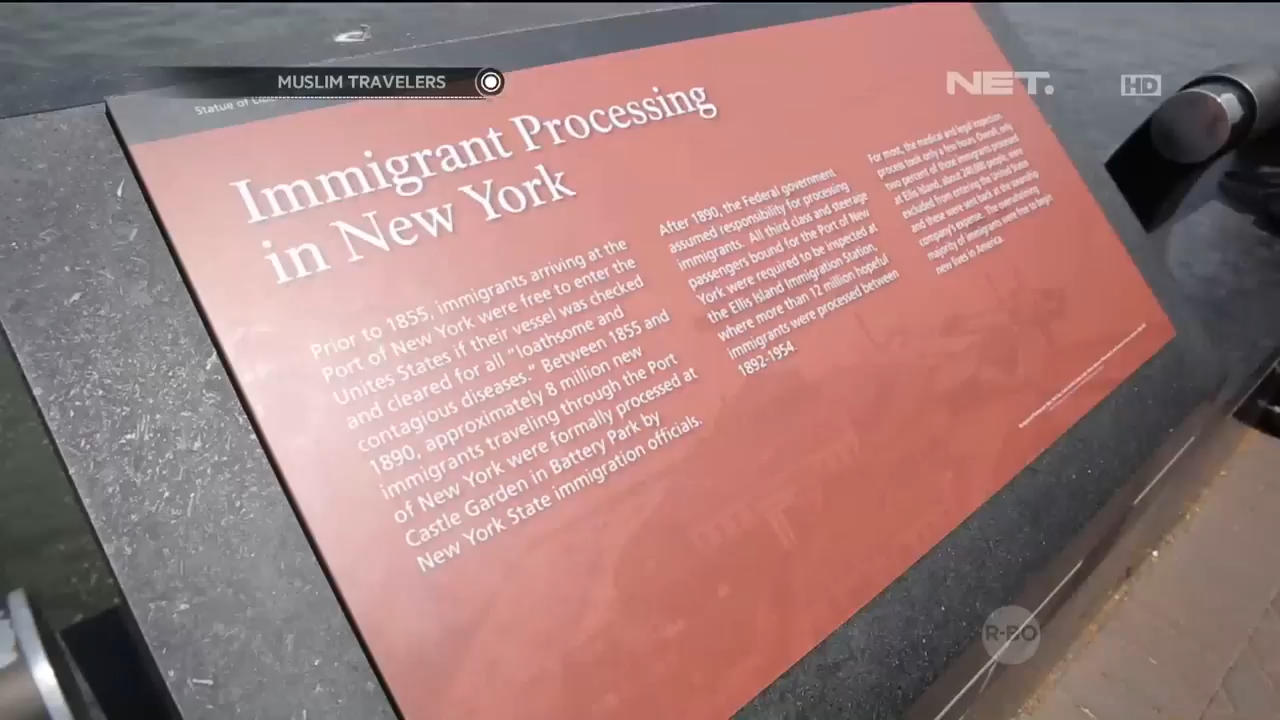 MUSLIM TRAVELERS
NET.
HD
Statue of
Immigrant Processing
in New York
Prior to 1855, immigrants arriving at the
Port of New York were free to enter the
Unites States if their vessel was checked
and cleared for all “loathsome and
contagious diseases.” Between 1855 and
1890, approximately 8 million new
immigrants traveling through the Port
of New York were formally processed at
Castle Garden in Battery Park by
New York State immigration officials.
After 1890, the Federal government
assumed responsibility for processing
immigrants. All third class and steerage
passengers bound for the Port of New
York were required to be inspected at
the Ellis Island Immigration Station,
where more than 12 million hopeful
immigrants were processed between
1892-1954.
For most, the medical and legal inspection
process took only a few hours. Overall, only
two percent of those immigrants processed
at Ellis Island, about 240,000 people, were
excluded from entering the United States
and these were sent back at the steamship
company's expense. The overwhelming
majority of immigrants were free to begin
new lives in America.
R-BO